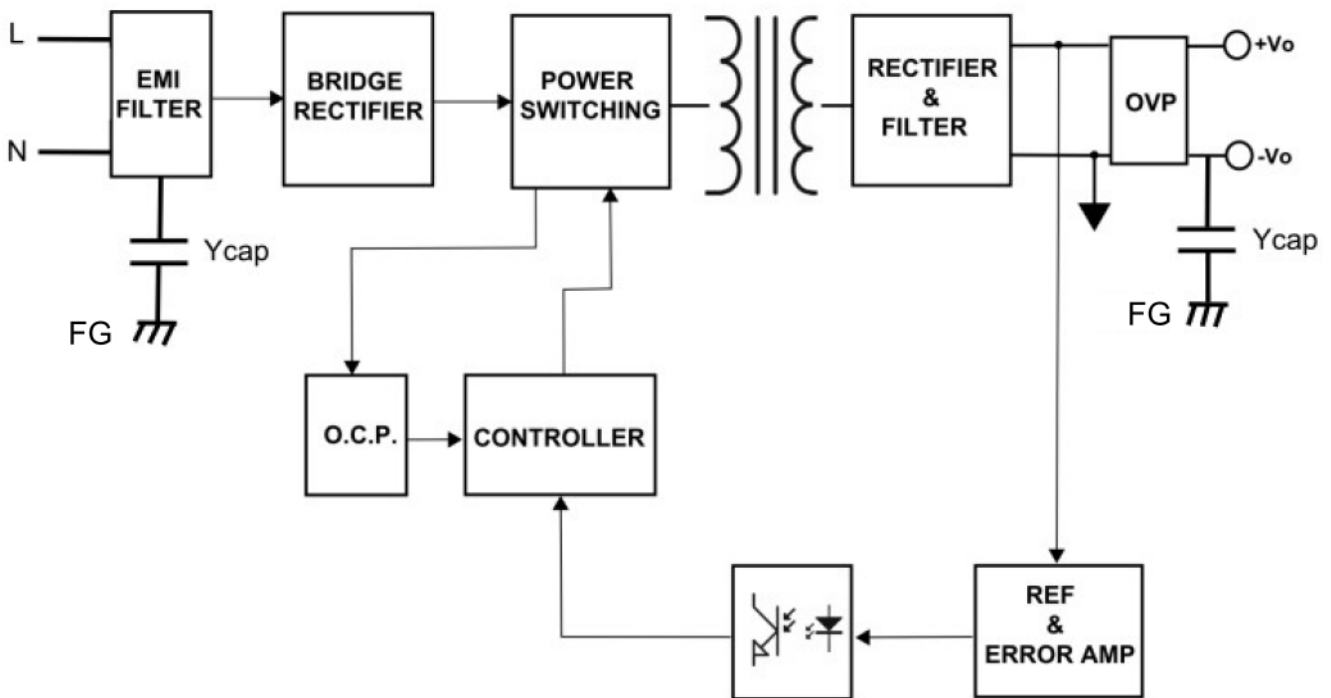 L
N
EMI
FILTER
BRIDGE
RECTIFIER
POWER
SWITCHING
RECTIFIER
&
FILTER
OVP
+Vo
-Vo
Ycap
FG
Ycap
FG
O.C.P.
CONTROLLER
REF
&
ERROR AMP